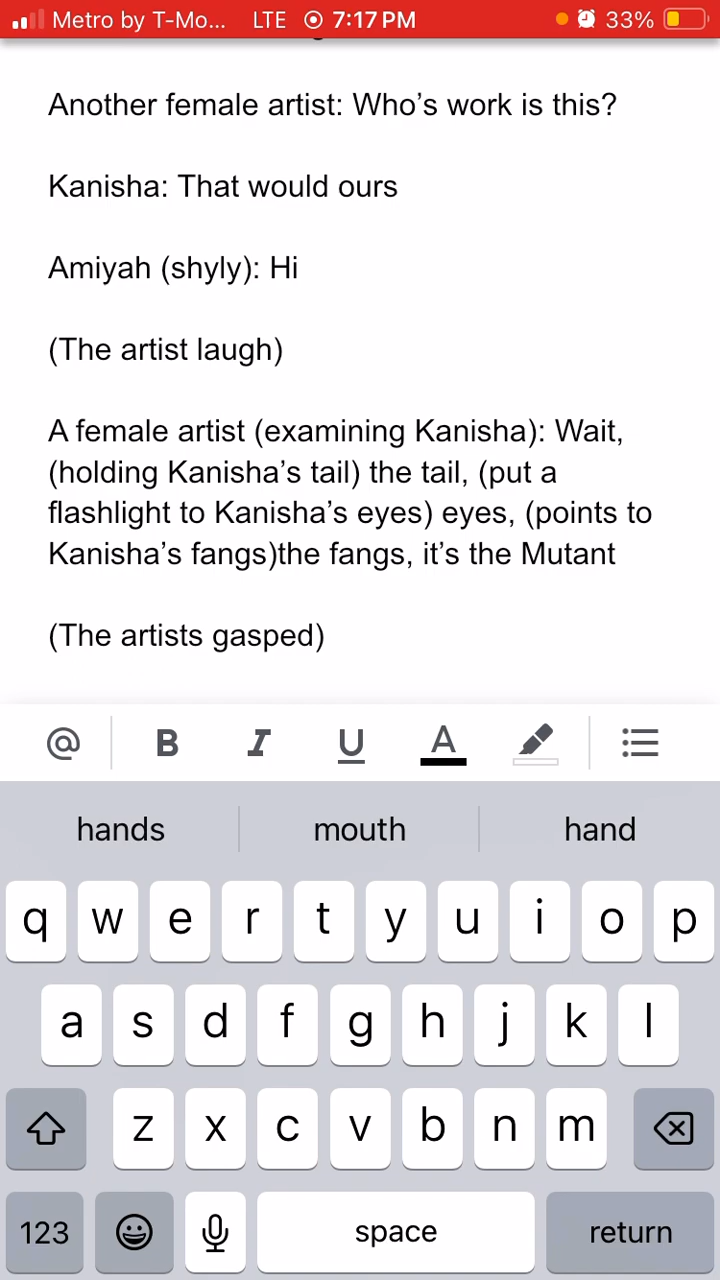 Metro by T-Mo... LTE 7:17 PM 33%
Another female artist: Who’s work is this?
Kanisha: That would ours
Amiyah (shyly): Hi
(The artist laugh)
A female artist (examining Kanisha): Wait,
(holding Kanisha’s tail) the tail, (put a
flashlight to Kanisha’s eyes) eyes, (points to
Kanisha’s fangs)the fangs, it’s the Mutant
(The artists gasped)
@ B I U A
hands mouth hand
q w e r t y u i o p
a s d f g h j k l
z x c v b n m
123 space return